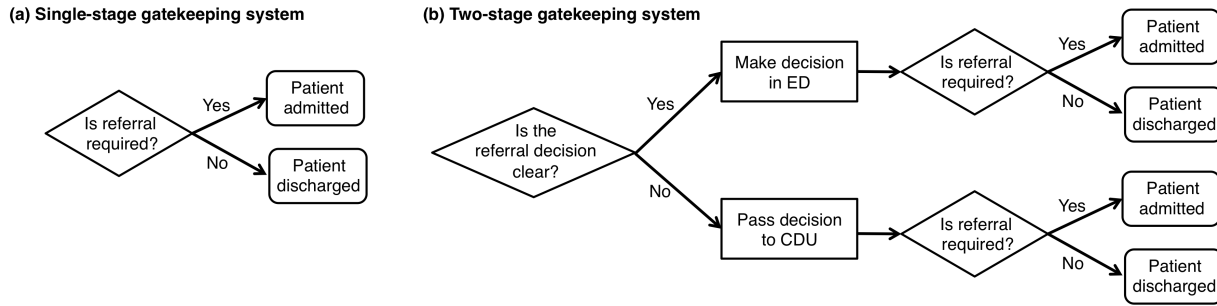 (a) Single-stage gatekeeping system
Is referral
required?
Yes
No
Patient
admitted
Patient
discharged
(b) Two-stage gatekeeping system
Is the
referral decision
clear?
Yes
No
Make decision
in ED
Is referral
required?
Yes
No
Patient
admitted
Patient
discharged
Pass decision
to CDU
Is referral
required?
Yes
No
Patient
admitted
Patient
discharged